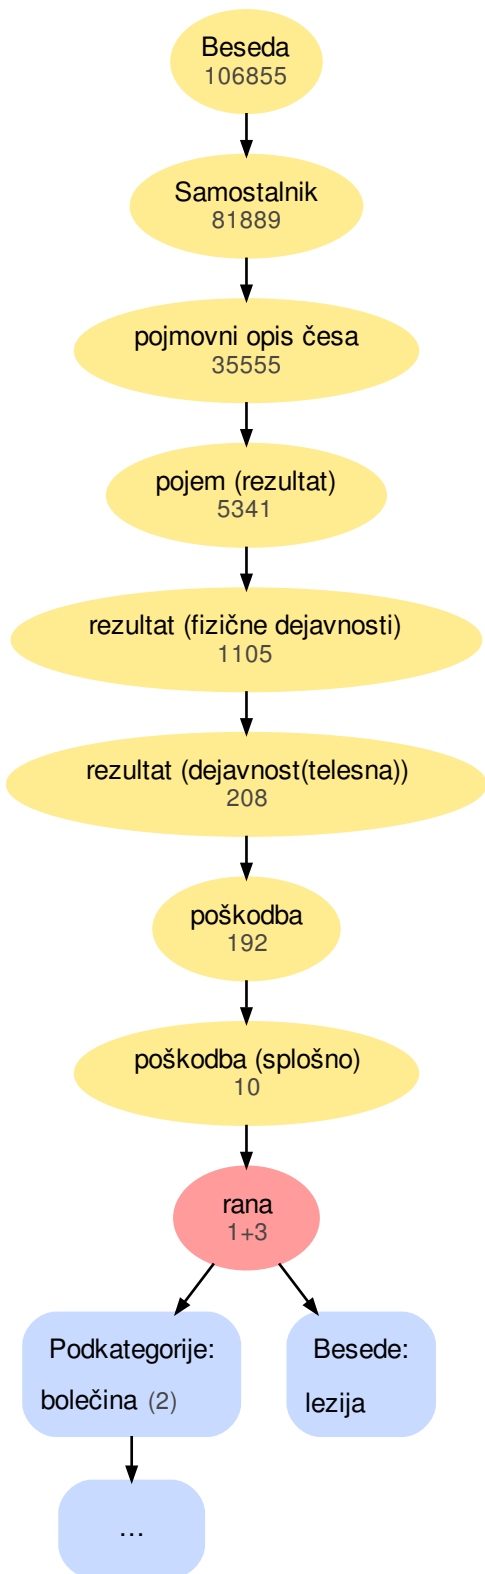 Beseda
106855
Samostalnik
81889
pojmovni opis česa
35555
pojem (rezultat)
5341
rezultat (fizične dejavnosti)
1105
rezultat (dejavnost(telesna))
208
poškodba
192
poškodba (splošno)
10
rana
1+3
Podkategorije:
bolečina (2)
Besede:
lezija
...